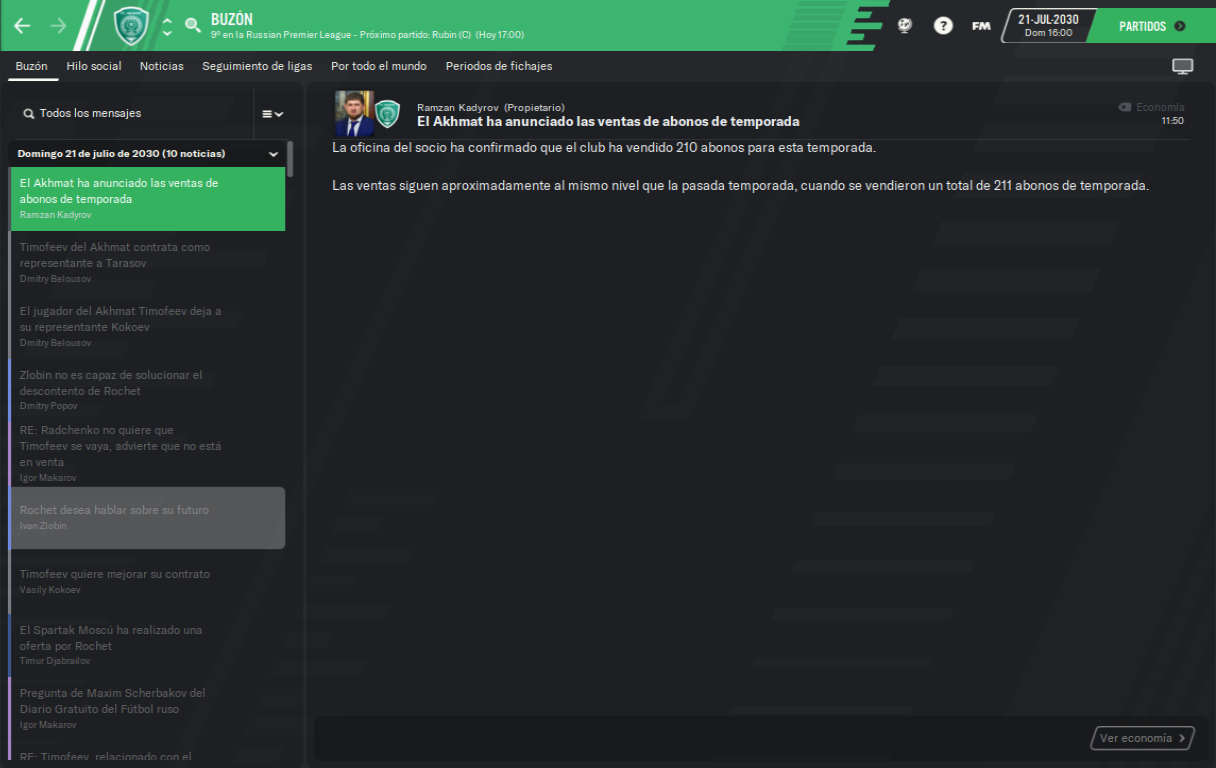 BUZÓN
9º en la Russian Premier League - Próximo partido: Rubin (C) (Hoy 17:00)
?
FM
21-JUL-2030
Dom 16:00
PARTIDOS
Buzón
Hilo social
Noticias
Seguimiento de ligas
Por todo el mundo
Periodos de fichajes
Todos los mensajes
Domingo 21 de julio de 2030 (10 noticias)
El Akhmat ha anunciado las ventas de
abonos de temporada
Ramzan Kadyrov
Timofeev del Akhmat contrata como
representante a Tarasov
Dmitry Belousov
El jugador del Akhmat Timofeev deja a
su representante Kokoev
Dmitry Belousov
Zlobin no es capaz de solucionar el
descontento de Rochet
Dmitry Popov
RE: Radchenko no quiere que
Timofeev se vaya, advierte que no está
en venta
Igor Makarov
Rochet desea hablar sobre su futuro
Ivan Zlobin
Timofeev quiere mejorar su contrato
Vasily Kokoev
El Spartak Moscú ha realizado una
oferta por Rochet
Timur Djabrailov
Pregunta de Maxim Scherbakov del
Diario Gratuito del Fútbol ruso
Igor Makarov
RE: Timofeev, relacionado con el
Ramzan Kadyrov (Propietario)
El Akhmat ha anunciado las ventas de abonos de temporada
Economía
11:50
La oficina del socio ha confirmado que el club ha vendido 210 abonos para esta temporada.
Las ventas siguen aproximadamente al mismo nivel que la pasada temporada, cuando se vendieron un total de 211 abonos de temporada.
Ver economía